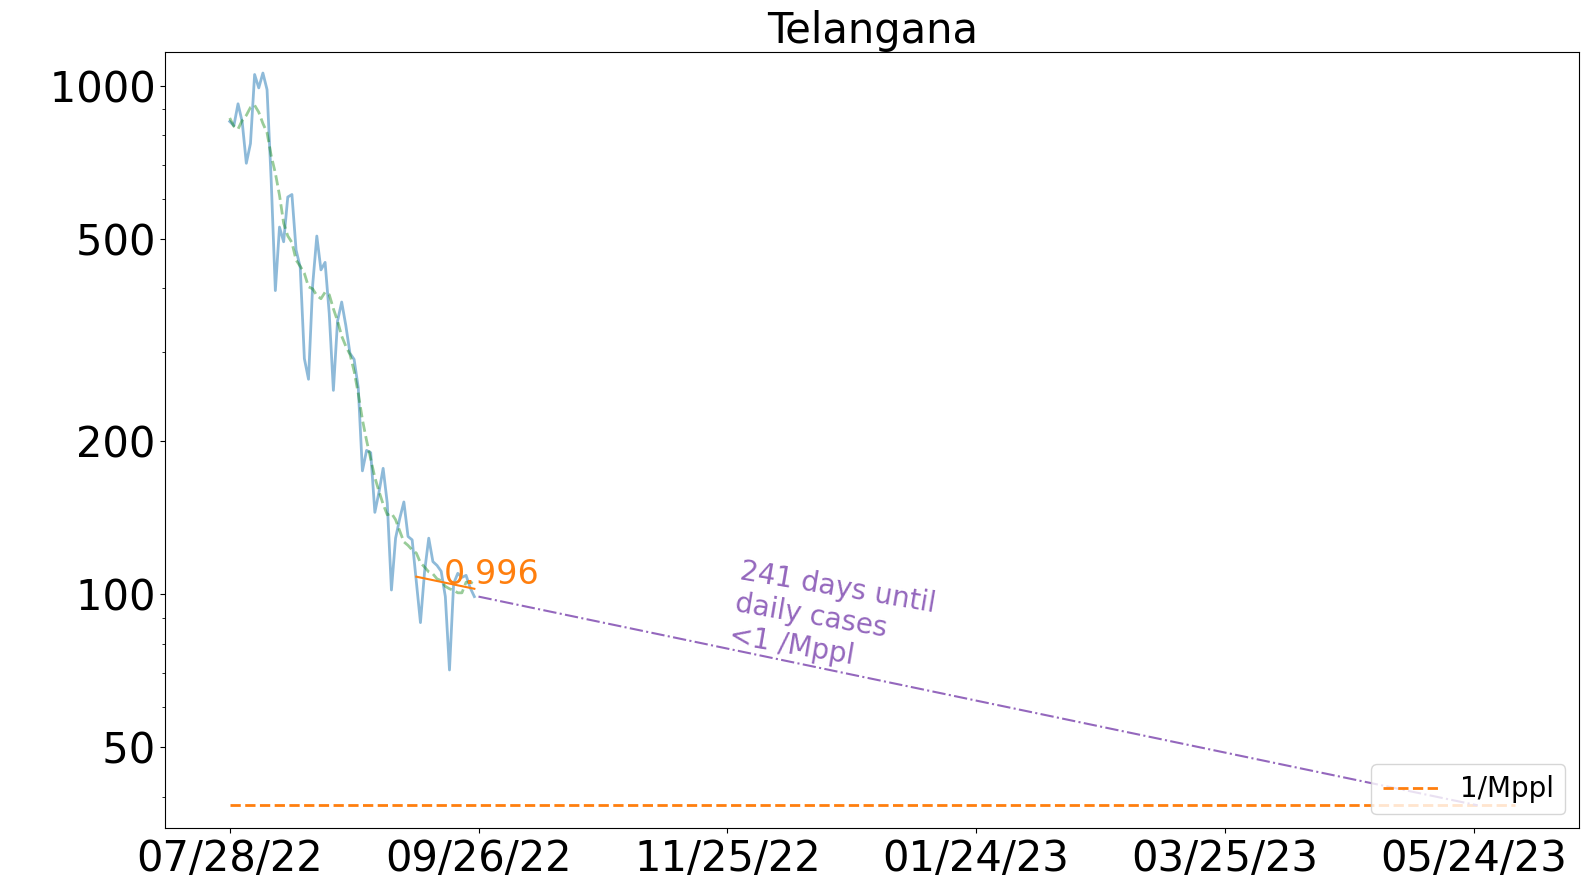 Telangana
1000
500
200
100
50
0.996
241 days until
daily cases
<1 /Mppl
1/Mppl
07/28/22 09/26/22 11/25/22 01/24/23 03/25/23 05/24/23